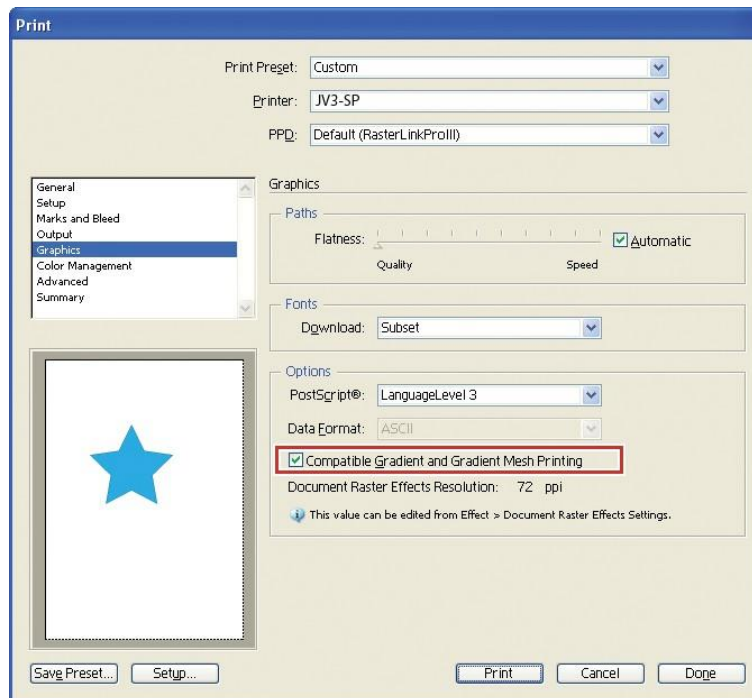 Print
Print Preset: Custom
Printer: JV3-SP
PPD: Default (RasterLinkProIII)
General
Setup
Marks and Bleed
Output
Graphics
Color Management
Advanced
Summary
Graphics
Paths
Flatness: Automatic
Quality Speed
Fonts
Download: Subset
Options
PostScript®: LanguageLevel 3
Data Format: ASCII
Compatible Gradient and Gradient Mesh Printing
Document Raster Effects Resolution: 72 ppi
This value can be edited from Effect > Document Raster Effects Settings.
Save Preset... Setup... Print Cancel Done